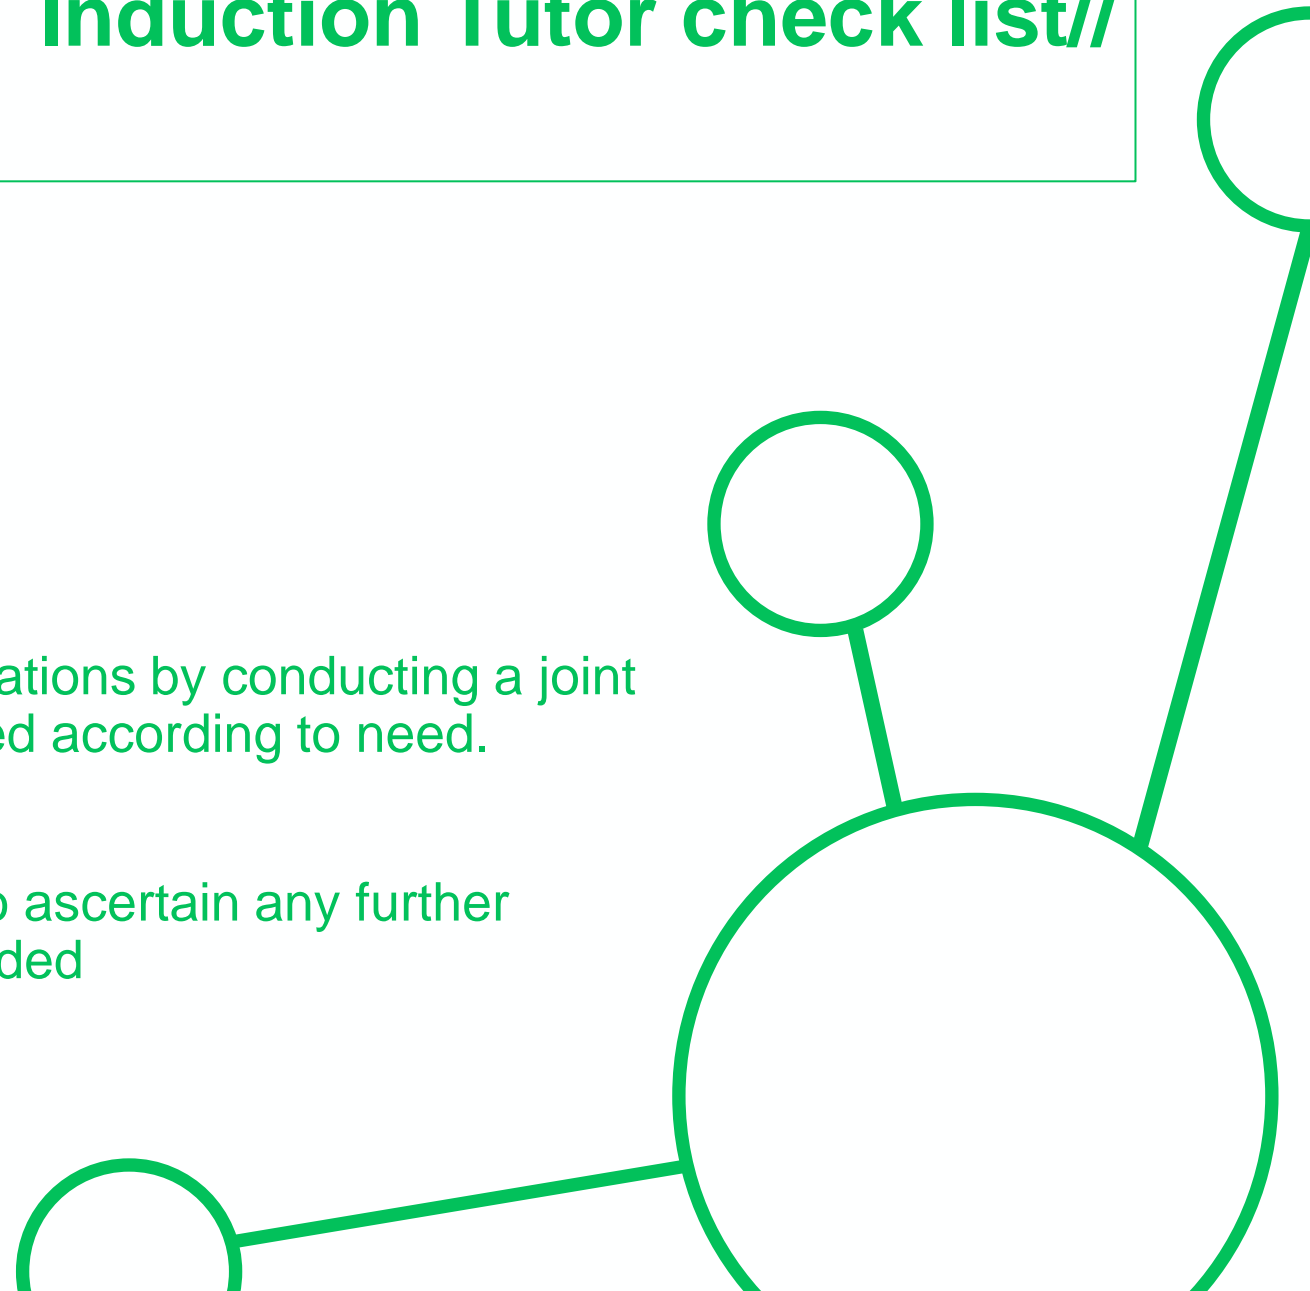 Induction Tutor check list//
ations by conducting a joint
ed according to need.
o ascertain any further
ded